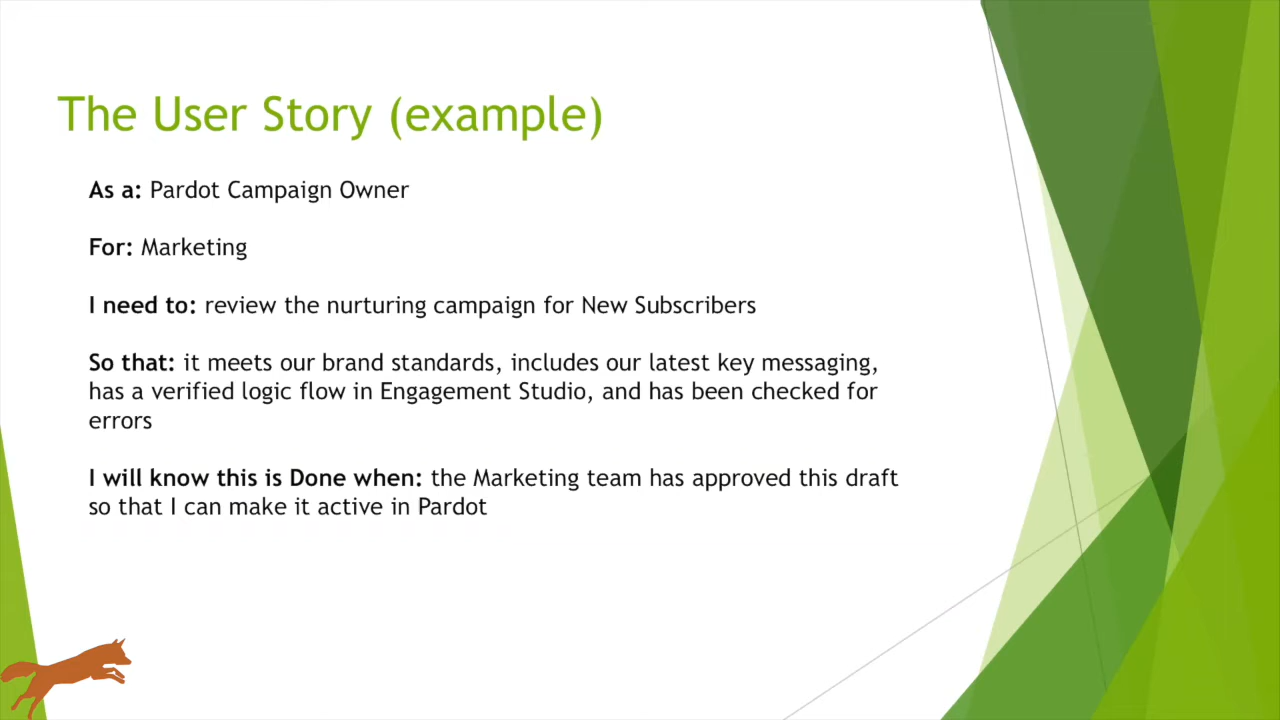 The User Story (example)
As a: Pardot Campaign Owner
For: Marketing
I need to: review the nurturing campaign for New Subscribers
So that: it meets our brand standards, includes our latest key messaging,
has a verified logic flow in Engagement Studio, and has been checked for
errors
I will know this is Done when: the Marketing team has approved this draft
so that I can make it active in Pardot